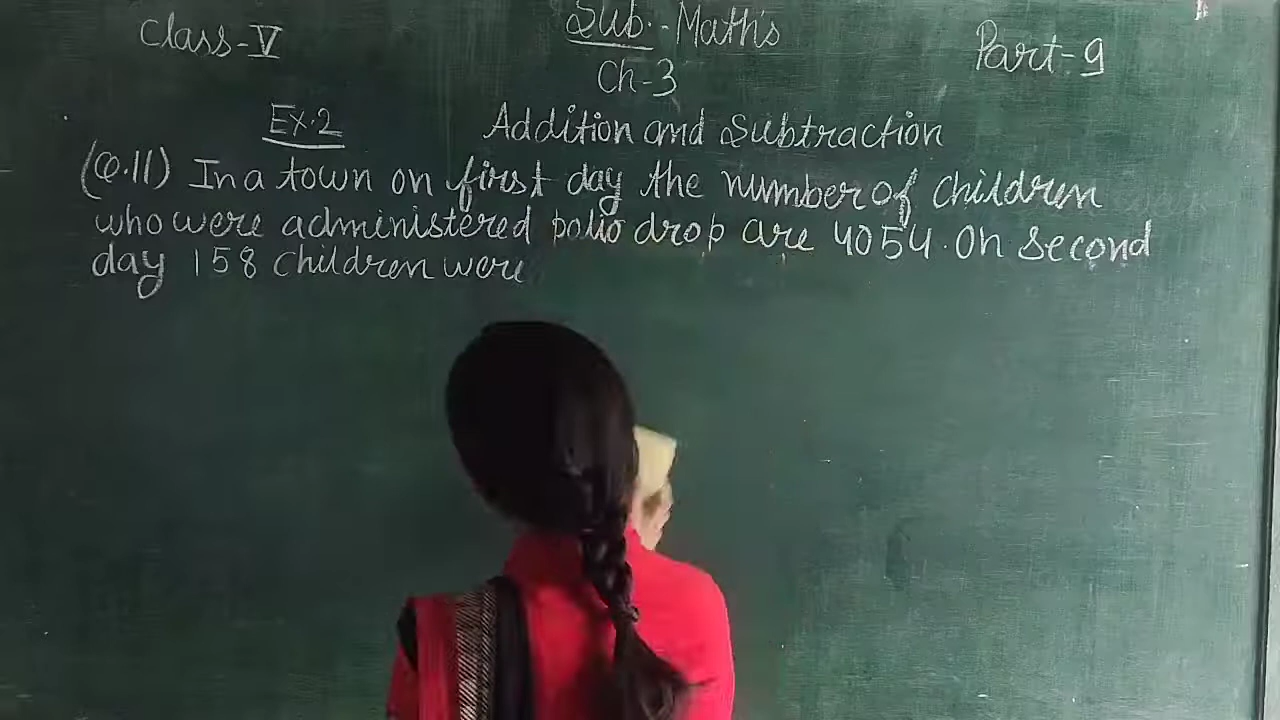 Class-V
Sub.-Math's
Part-9
Ch-3
Ex.2
Addition and Subtraction
(Q.11) In a town on first day the number of children
who were administered polio drop are 4054. On second
day 158 children were